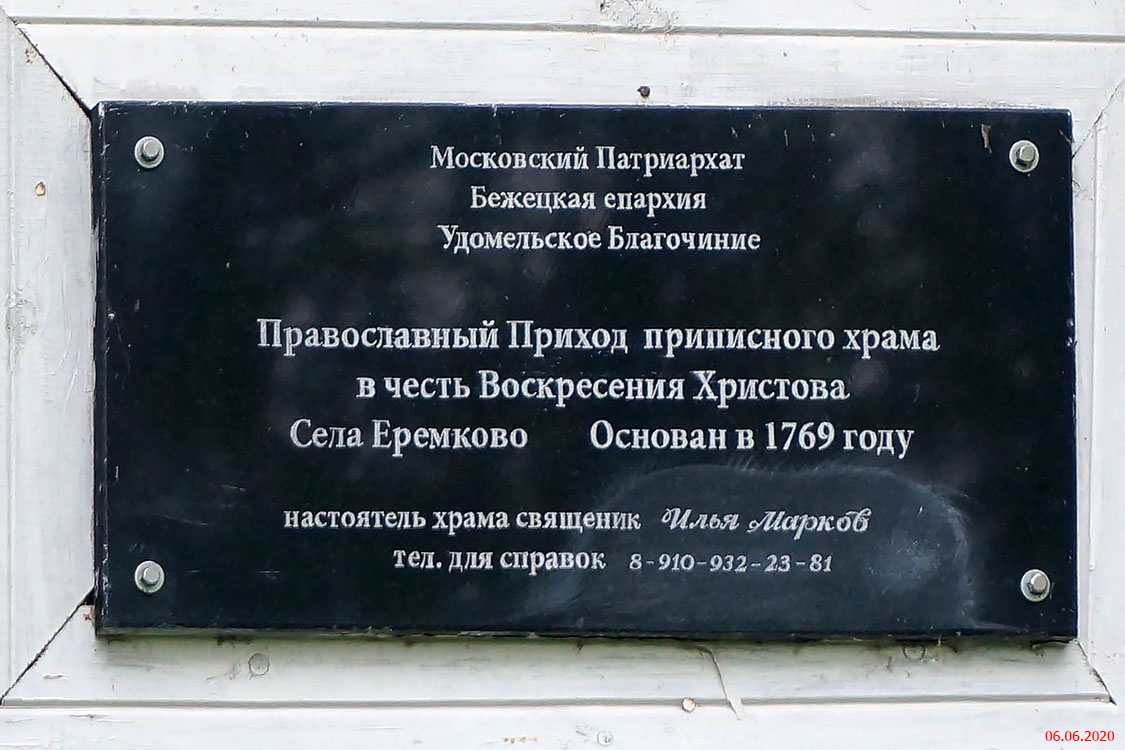 Московский Патриархат
Бежецкая епархия
Удомельское Благочиние
Православный Приход приписного храма
в честь Воскресения Христова
Села Еремково Основан в 1769 году
настоятель храма священик Илья Марков
тел. для справок 8-910-932-23-81
06.06.2020